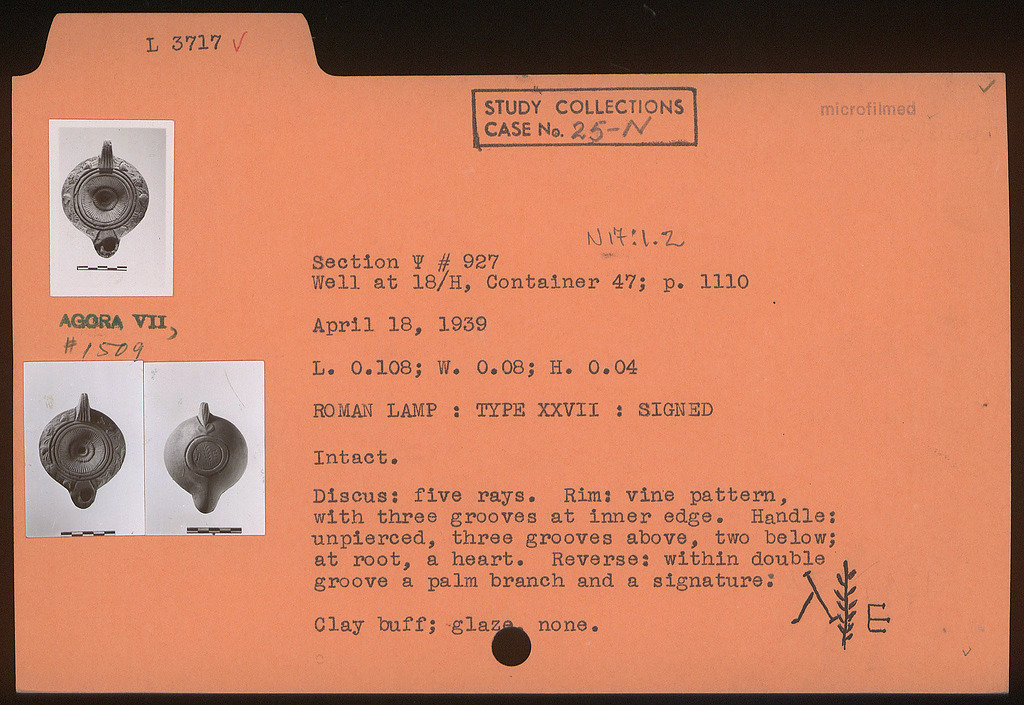 L 3717 ✓
STUDY COLLECTIONS
CASE No. 25-N
microfilmed
N 17:1.2
Section Ψ # 927
Well at 18/H, Container 47; p. 1110
AGORA VII,
#1509
April 18, 1939
L. 0.108; W. 0.08; H. 0.04
ROMAN LAMP : TYPE XXVII : SIGNED
Intact.
Discus: five rays. Rim: vine pattern,
with three grooves at inner edge. Handle:
unpierced, three grooves above, two below;
at root, a heart. Reverse: within double
groove a palm branch and a signature:
Λ Ε
Clay buff; glaze, none.